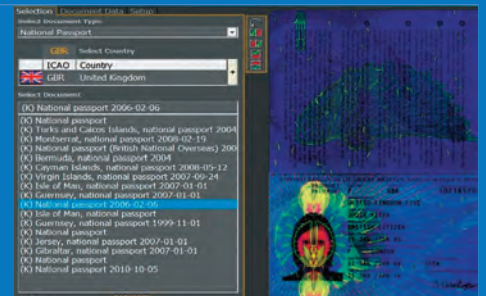 Selection Document Data Setup
Select Document Type:
National Passport
GBR Select Country
ICAO Country
GBR United Kingdom
Select Document
(K) National passport 2006-02-06
(K) National passport
(K) Turks and Caicos Islands, national passport 2004
(K) Montserrat, national passport 2008-02-19
(K) National passport (British National Overseas) 200
(K) Bermuda, national passport 2004
(K) Cayman Islands, national passport 2008-05-12
(K) Virgin Islands, national passport 2007-09-24
(K) Isle of Man, national passport 2007-01-01
(K) Guernsey, national passport 2007-01-01
(K) National passport 2006-02-06
(K) Isle of Man, national passport
(K) Guernsey, national passport 1999-11-01
(K) National passport
(K) Jersey, national passport 2007-01-01
(K) Gibraltar, national passport 2007-01-01
(K) National passport
(K) National passport 2010-10-05
GBR
BRITISH CITIZEN